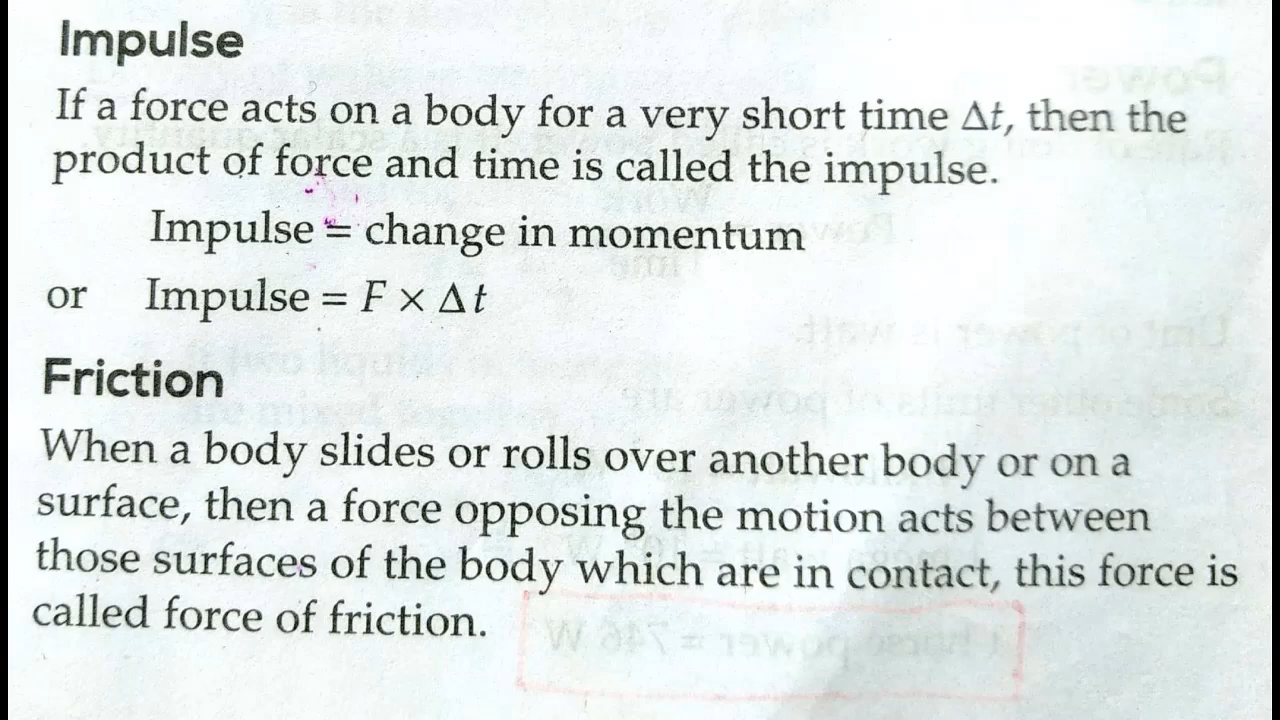 Impulse
If a force acts on a body for a very short time Δt, then the
product of force and time is called the impulse.
Impulse = change in momentum
or Impulse = F × Δt
Friction
When a body slides or rolls over another body or on a
surface, then a force opposing the motion acts between
those surfaces of the body which are in contact, this force is
called force of friction.